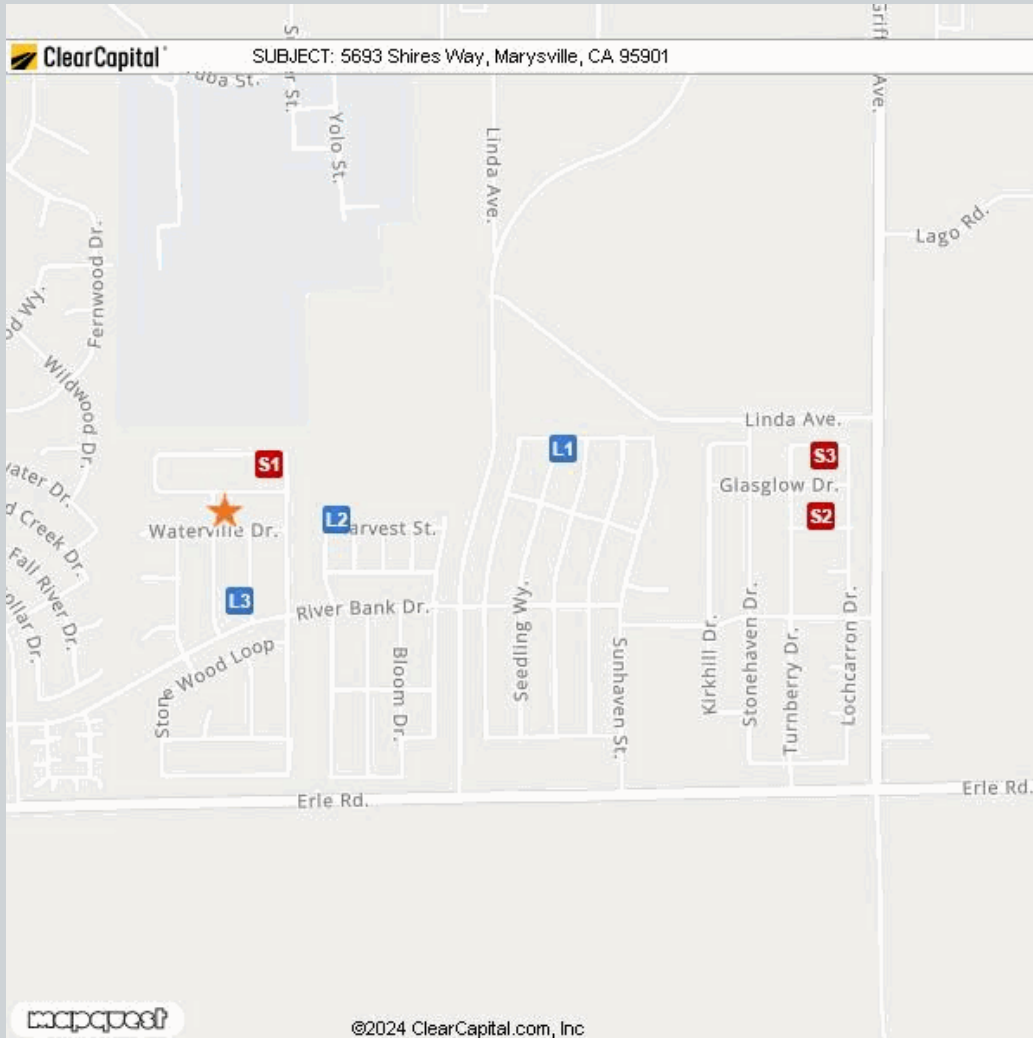 ClearCapital
SUBJECT: 5693 Shires Way, Marysville, CA 95901
Ave.
Yolo St.
Linda Ave.
Lago Rd.
Fernwood Dr.
Wildwood Dr.
Linda Ave.
L1
S3
S1
Glasglow Dr.
S2
L2
Waterville Dr.
Creek Dr.
Fall River Dr.
L3
River Bank Dr.
Seedling Wy.
Stone Wood Loop
Bloom Dr.
Sunhaven St.
Kirkhill Dr.
Stonehaven Dr.
Turnberry Dr.
Lochcarron Dr.
Erle Rd.
Erle Rd.
mapquest
©2024 ClearCapital.com, Inc